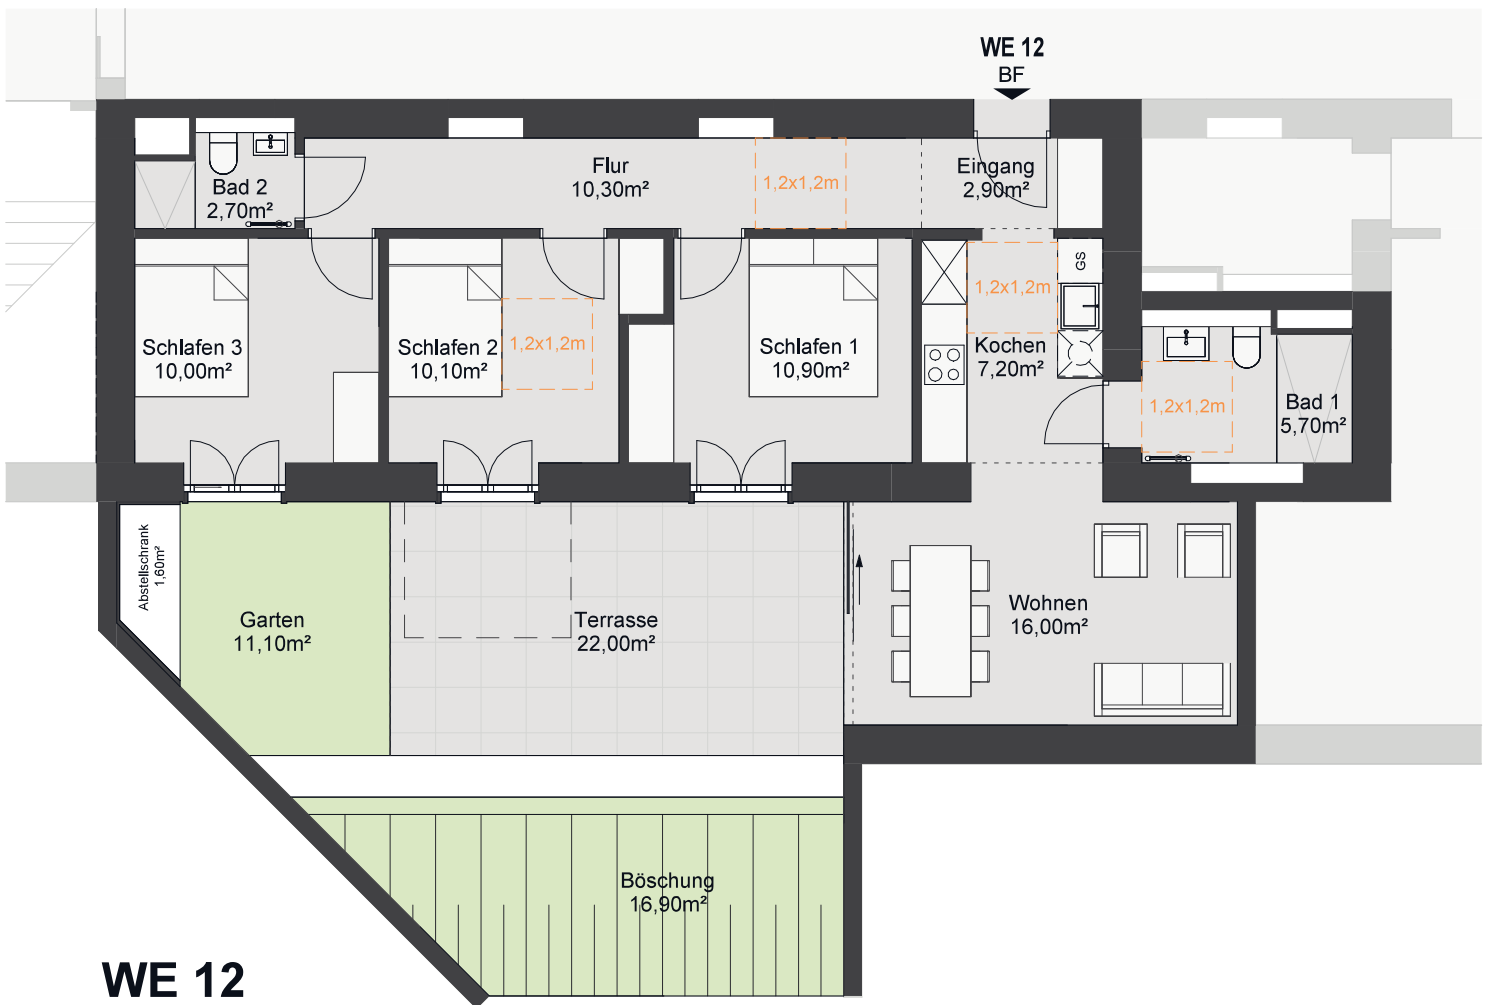 WE 12
BF
Flur
10,30m²
1,2x1,2m
Eingang
2,90m²
Bad 2
2,70m²
GS
1,2x1,2m
Schlafen 3
10,00m²
Schlafen 2
10,10m²
1,2x1,2m
Schlafen 1
10,90m²
Kochen
7,20m²
1,2x1,2m
Bad 1
5,70m²
Abstellschrank
1,60m²
Garten
11,10m²
Terrasse
22,00m²
Wohnen
16,00m²
Böschung
16,90m²
WE 12